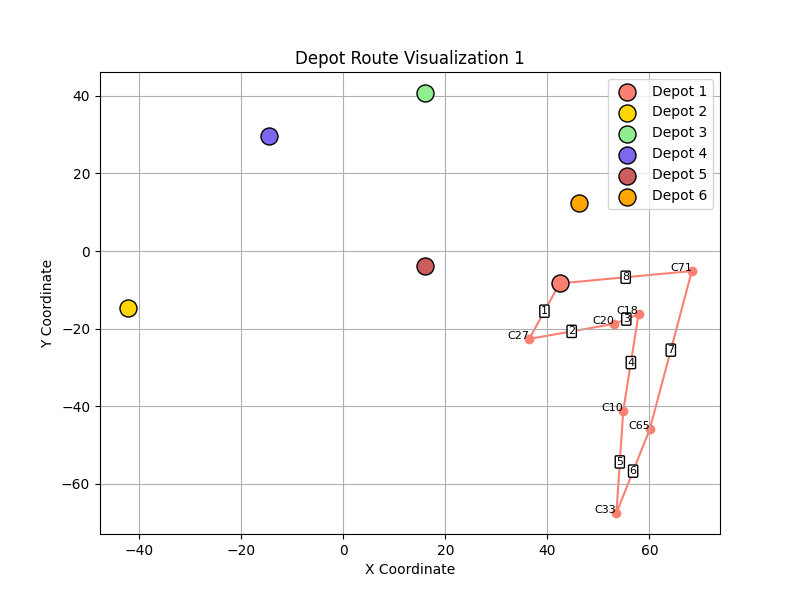 Depot Route Visualization 1
Depot 1
Depot 2
Depot 3
Depot 4
Depot 5
Depot 6
40
20
0
−20
−40
−60
Y Coordinate
C71
8
1
C18
3
C20
2
C27
7
4
C10
C65
5
6
C33
−40
−20
0
20
40
60
X Coordinate